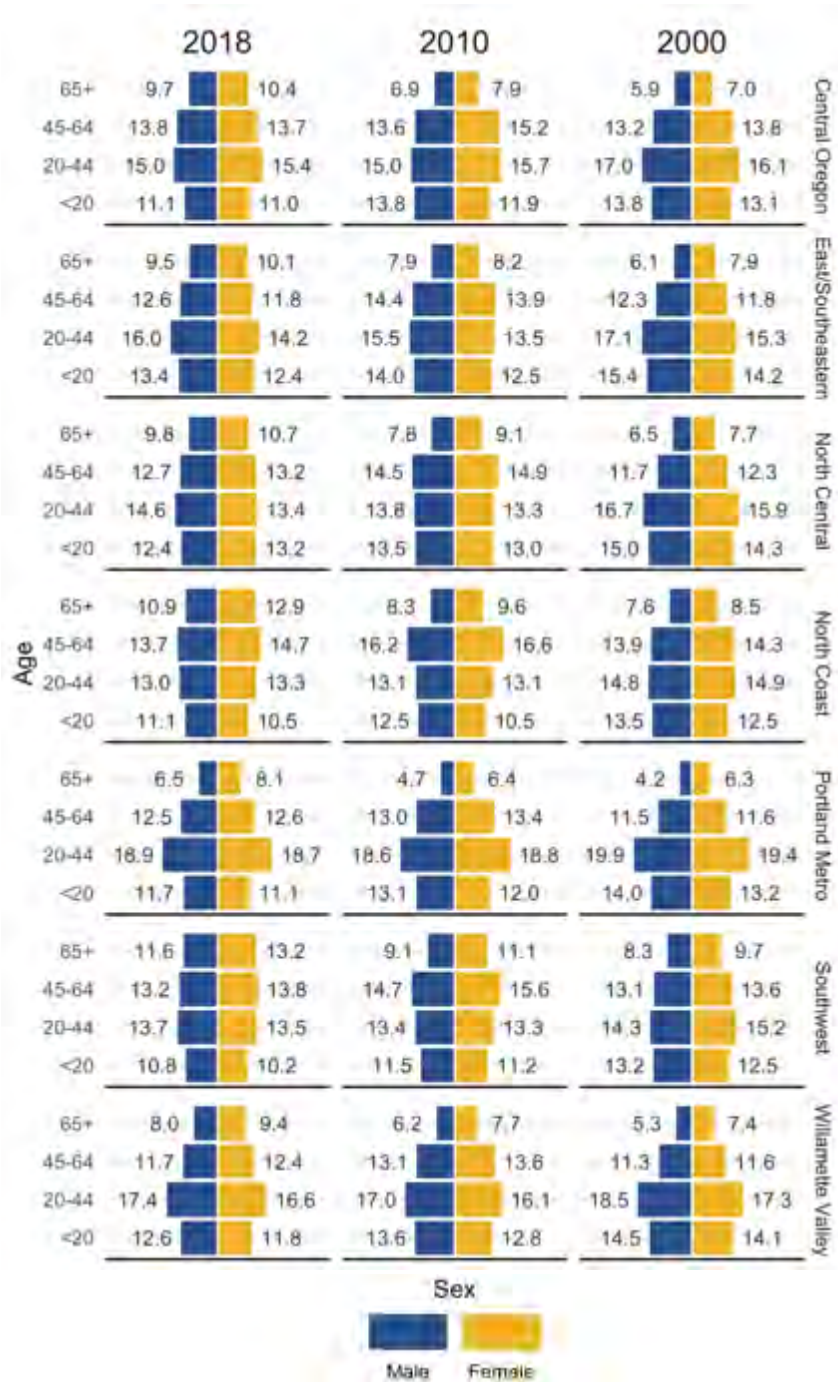 2018 2010 2000
65+ 9.7 10.4 6.9 7.9 5.9 7.0
45-64 13.8 13.7 13.6 15.2 13.2 13.8
20-44 15.0 15.4 15.0 15.7 17.0 16.1
<20 11.1 11.0 13.8 11.9 13.8 13.1
Central Oregon
65+ 9.5 10.1 7.9 8.2 6.1 7.9
45-64 12.6 11.8 14.4 13.9 12.3 11.8
20-44 16.0 14.2 15.5 13.5 17.1 15.3
<20 13.4 12.4 14.0 12.5 15.4 14.2
East/Southeastern
65+ 9.8 10.7 7.8 9.1 6.5 7.7
45-64 12.7 13.2 14.5 14.9 11.7 12.3
20-44 14.6 13.4 13.8 13.3 16.7 15.9
<20 12.4 13.2 13.5 13.0 15.0 14.3
North Central
65+ 10.9 12.9 8.3 9.6 7.6 8.5
45-64 13.7 14.7 16.2 16.6 13.9 14.3
20-44 13.0 13.3 13.1 13.1 14.8 14.9
<20 11.1 10.5 12.5 10.5 13.5 12.5
North Coast
Age
65+ 6.5 8.1 4.7 6.4 4.2 6.3
45-64 12.5 12.6 13.0 13.4 11.5 11.6
20-44 18.9 18.7 18.6 18.8 19.9 19.4
<20 11.7 11.1 13.1 12.0 14.0 13.2
Portland Metro
65+ 11.6 13.2 9.1 11.1 8.3 9.7
45-64 13.2 13.8 14.7 15.6 13.1 13.6
20-44 13.7 13.5 13.4 13.3 14.3 15.2
<20 10.8 10.2 11.5 11.2 13.2 12.5
Southwest
65+ 8.0 9.4 6.2 7.7 5.3 7.4
45-64 11.7 12.4 13.1 13.6 11.3 11.6
20-44 17.4 16.6 17.0 16.1 18.5 17.3
<20 12.6 11.8 13.6 12.8 14.5 14.1
Willamette Valley
Sex
Male Female